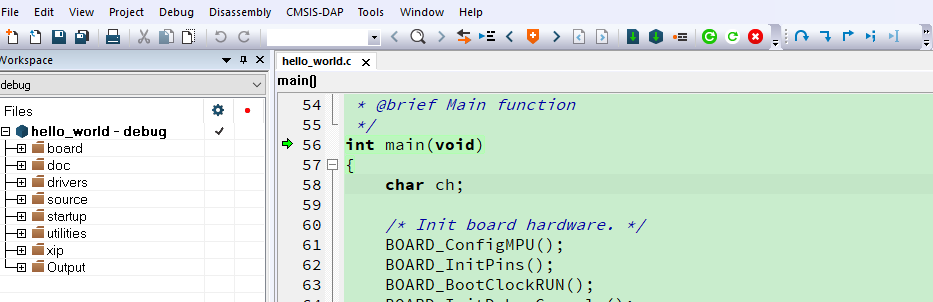 File Edit View Project Debug Disassembly CMSIS-DAP Tools Window Help
Workspace
debug
Files
hello_world - debug
board
doc
drivers
source
startup
utilities
xip
Output
hello_world.c
main()
54 * @brief Main function
55 */
56 int main(void)
57 {
58 char ch;
59
60 /* Init board hardware. */
61 BOARD_ConfigMPU();
62 BOARD_InitPins();
63 BOARD_BootClockRUN();